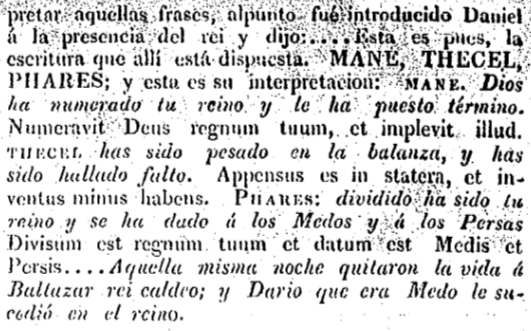 pretar aquellas frases, alpunto fué introducido Daniel
á la presencia del rei y dijo:....Esta es pues, la
escritura que allí está dispuesta. MANE, THECEL,
PHARES; y esta es su interpretacion: MANE. Dios
ha numerado tu reino y le ha puesto término.
Numeravit Deus regnum tuum, et implevit illud.
THECEL has sido pesado en la balanza, y has
sido hallado falto. Appensus es in statera, et in-
ventus minus habens. PHARES: dividido ha sido tu
reino y se ha dado á los Medos y á los Persas
Divisum est regnum tuum et datum est Medis et
Persis....Aquella misma noche quitaron la vida á
Baltazar rei caldeo; y Dario que era Medo le su-
cedió en el reino.